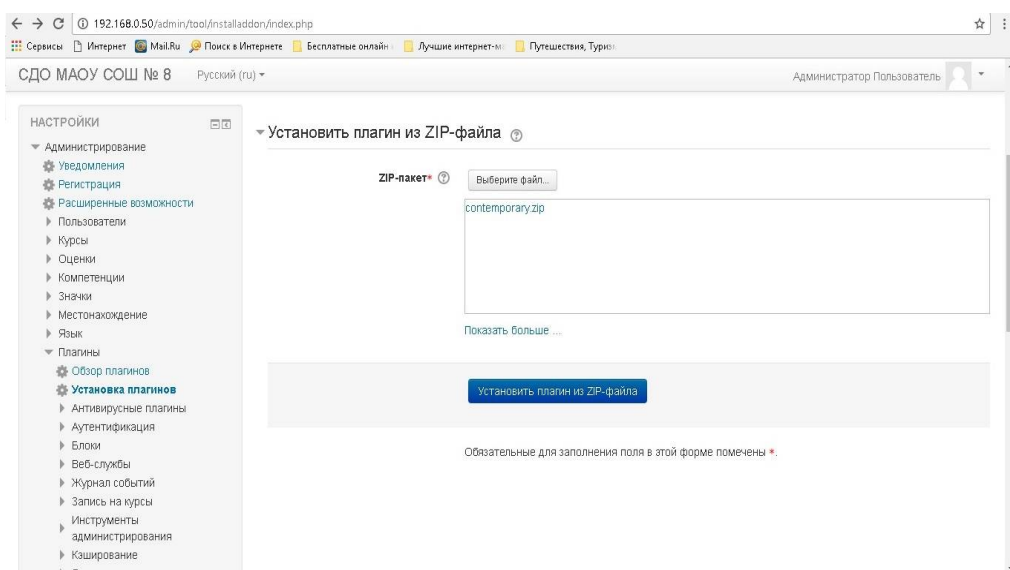 192.168.0.50/admin/tool/installaddon/index.php
Сервисы Интернет Mail.Ru Поиск в Интернете Бесплатные онлайн Лучшие интернет-м Путешествия, Туриз
СДО МАОУ СОШ № 8 Русский (ru) Администратор Пользователь
НАСТРОЙКИ
Администрирование
Уведомления
Регистрация
Расширенные возможности
Пользователи
Курсы
Оценки
Компетенции
Значки
Местонахождение
Язык
Плагины
Обзор плагинов
Установка плагинов
Антивирусные плагины
Аутентификация
Блоки
Веб-службы
Журнал событий
Запись на курсы
Инструменты
администрирования
Кэширование
Установить плагин из ZIP-файла
ZIP-пакет* Выберите файл...
contemporary.zip
Показать больше ...
Установить плагин из ZIP-файла
Обязательные для заполнения поля в этой форме помечены *.